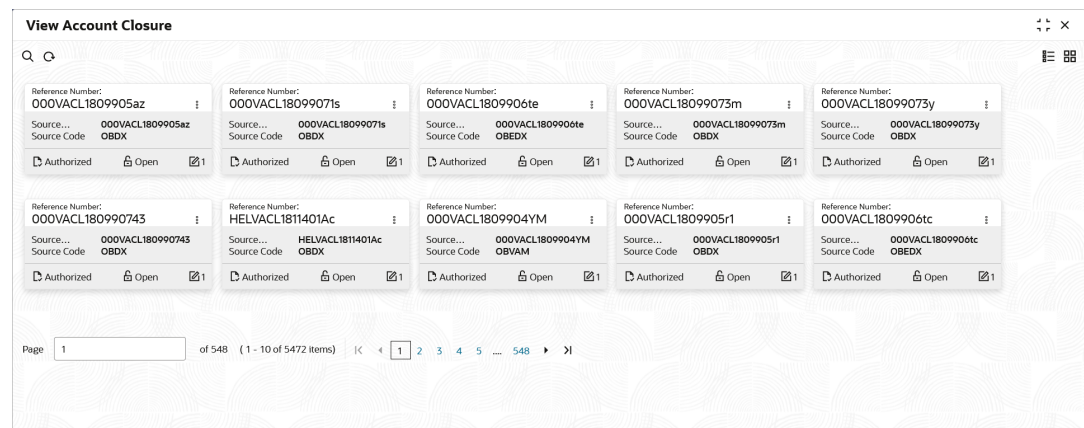 View Account Closure
Reference Number:
000VACL1809905az
Source... 000VACL1809905az
Source Code OBDX
Authorized Open 1
Reference Number:
000VACL18099071s
Source... 000VACL18099071s
Source Code OBDX
Authorized Open 1
Reference Number:
000VACL1809906te
Source... 000VACL1809906te
Source Code OBEDX
Authorized Open 1
Reference Number:
000VACL18099073m
Source... 000VACL18099073m
Source Code OBDX
Authorized Open 1
Reference Number:
000VACL18099073y
Source... 000VACL18099073y
Source Code OBDX
Authorized Open 1
Reference Number:
000VACL180990743
Source... 000VACL180990743
Source Code OBDX
Authorized Open 1
Reference Number:
HELVACL1811401Ac
Source... HELVACL1811401Ac
Source Code OBDX
Authorized Open 1
Reference Number:
000VACL1809904YM
Source... 000VACL1809904YM
Source Code OBVAM
Authorized Open 1
Reference Number:
000VACL1809905r1
Source... 000VACL1809905r1
Source Code OBDX
Authorized Open 1
Reference Number:
000VACL1809906tc
Source... 000VACL1809906tc
Source Code OBEDX
Authorized Open 1
Page 1 of 548 ( 1 - 10 of 5472 items) 1 2 3 4 5 .... 548